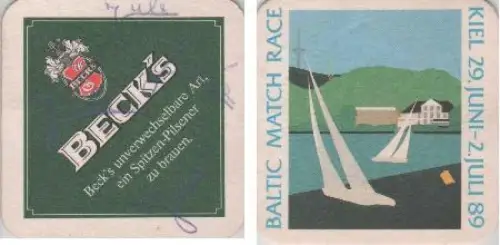 BECK'S
Beck's unverwechselbare Art,
ein Spitzen-Pilsener
zu brauen.
BALTIC MATCH RACE
KIEL 29. JUNI-2. JULI 89